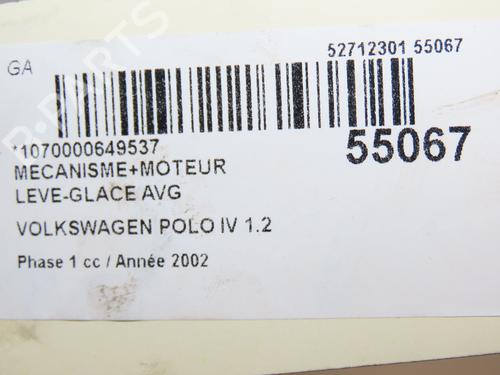 GA
52712301 55067
*1070000649537
55067
MECANISME+MOTEUR
LEVE-GLACE AVG
VOLKSWAGEN POLO IV 1.2
Phase 1 cc / Année 2002